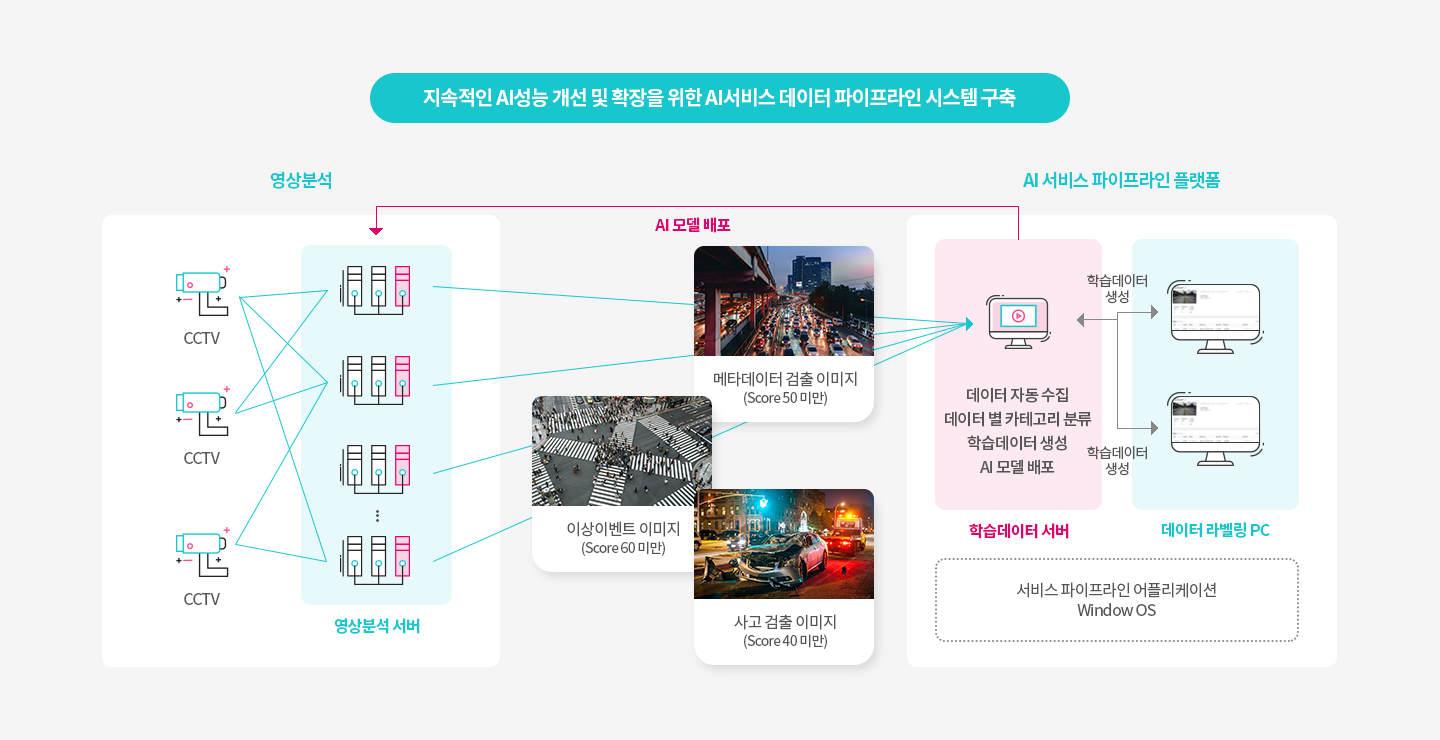 지속적인 AI성능 개선 및 확장을 위한 AI서비스 데이터 파이프라인 시스템 구축
영상분석
AI 서비스 파이프라인 플랫폼
AI 모델 배포
CCTV
CCTV
CCTV
영상분석 서버
메타데이터 검출 이미지
(Score 50 미만)
이상이벤트 이미지
(Score 60 미만)
사고 검출 이미지
(Score 40 미만)
학습데이터
생성
데이터 자동 수집
데이터 별 카테고리 분류
학습데이터 생성
AI 모델 배포
학습데이터
생성
학습데이터 서버
데이터 라벨링 PC
서비스 파이프라인 어플리케이션
Window OS